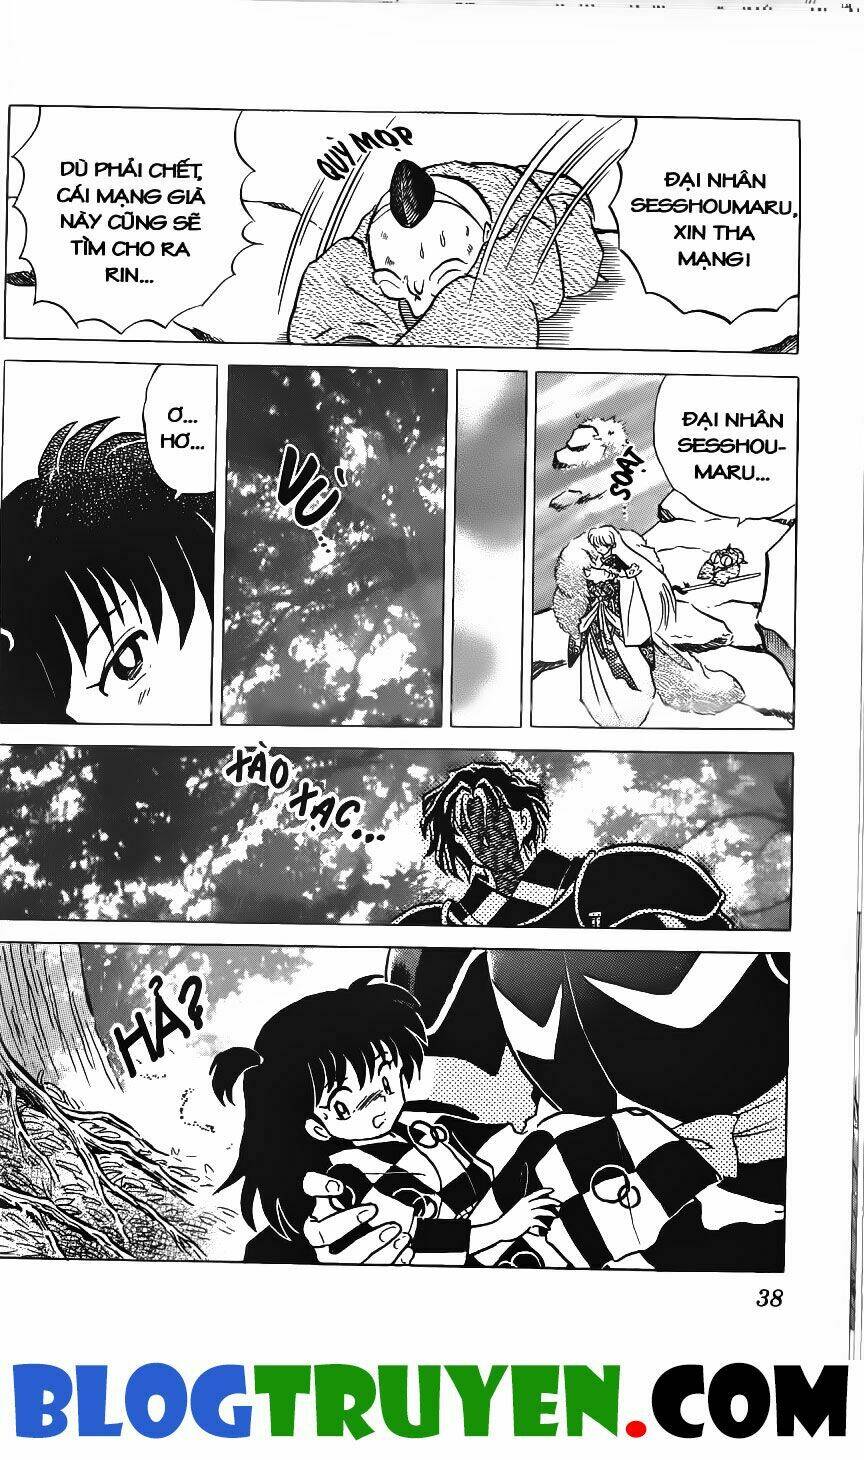 ĐẠI NHÂN
SESSHOUMARU,
XIN THA
MẠNG!
QUỲ MỌP
DÙ PHẢI CHẾT,
CÁI MẠNG GIÀ
NÀY CŨNG SẼ
TÌM CHO RA
RIN...
ĐẠI NHÂN
SESSHOU-
MARU...
SOẠT
VÙ...
Ơ...
HƠ...
XÀO XẠC...
HẢ?
38
BLOGTRUYEN.COM